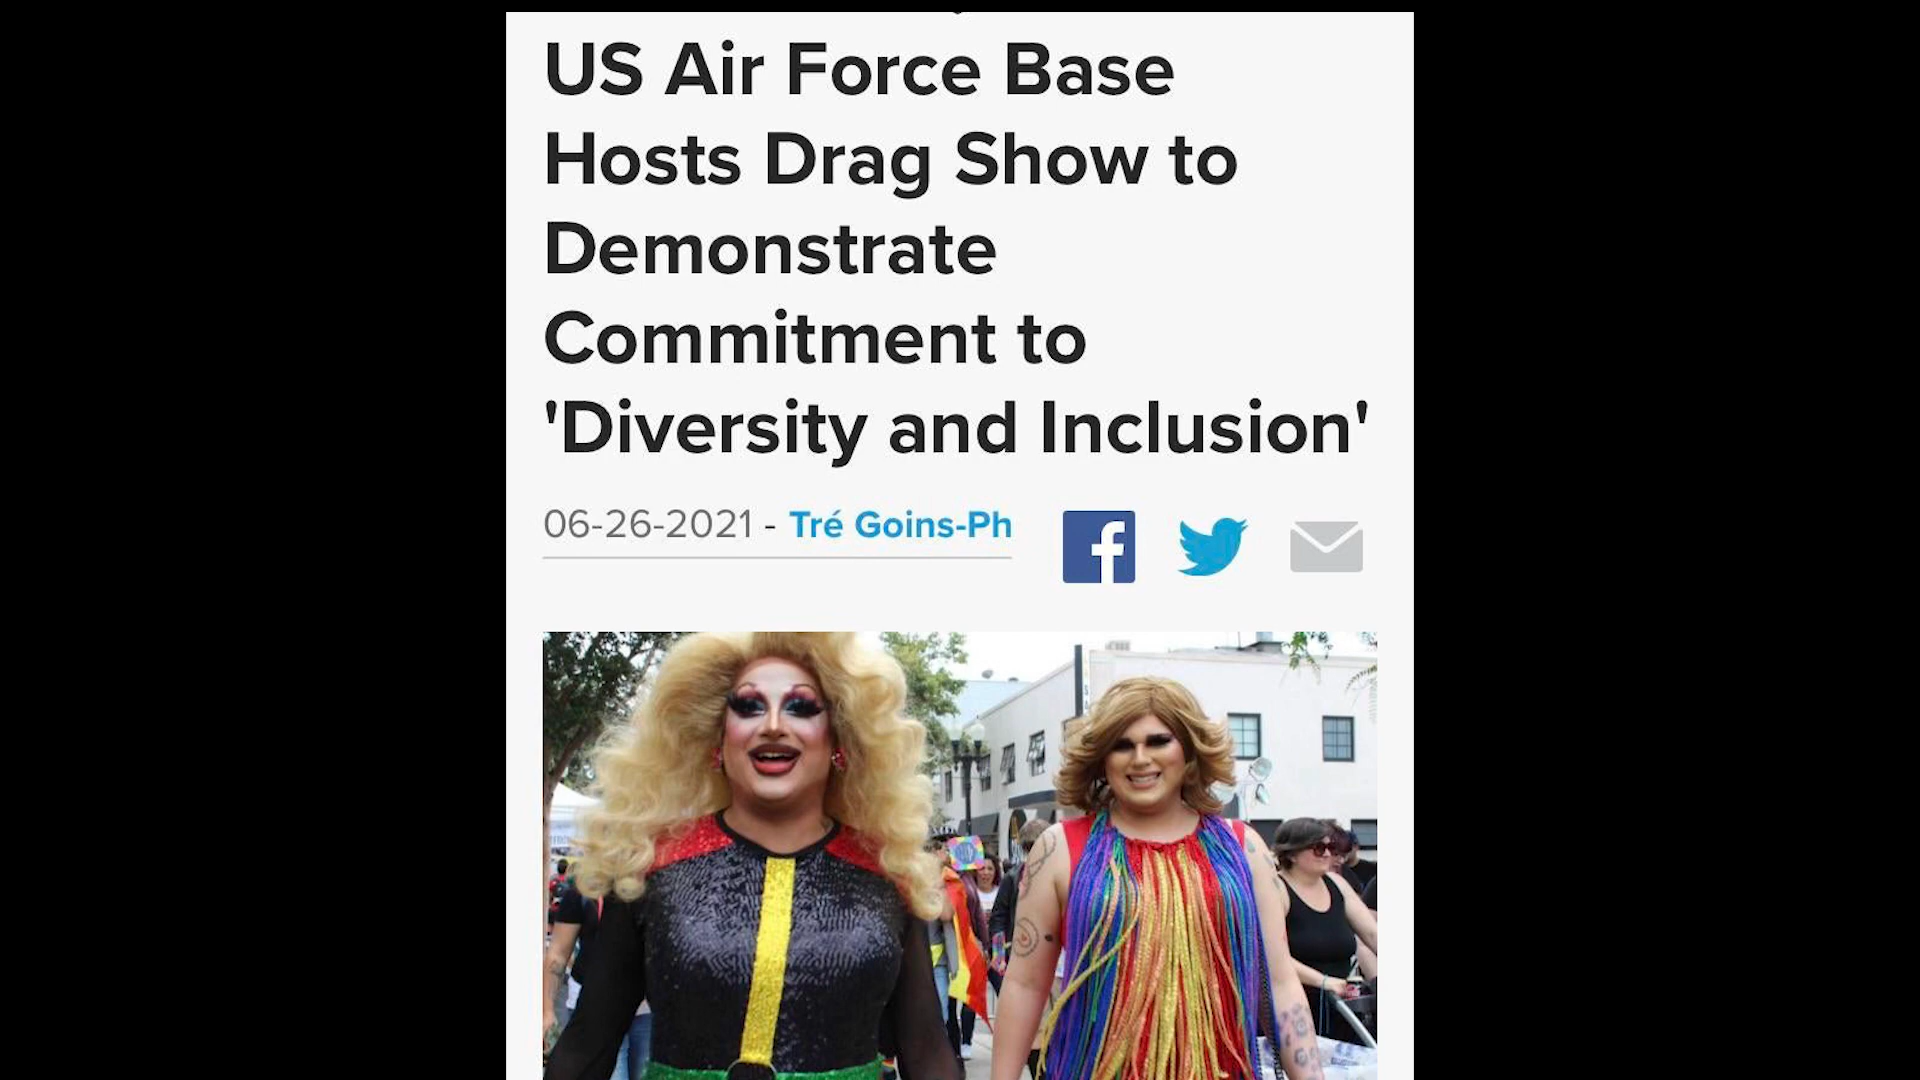 US Air Force Base
Hosts Drag Show to
Demonstrate
Commitment to
'Diversity and Inclusion'
06-26-2021 - Tré Goins-Ph